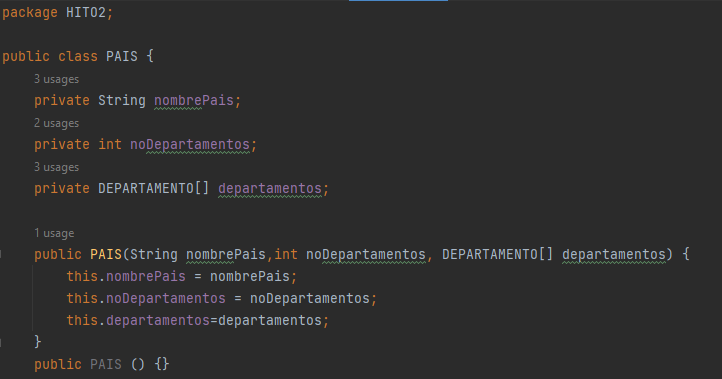 package HITO2;
public class PAIS {
3 usages
private String nombrePais;
2 usages
private int noDepartamentos;
3 usages
private DEPARTAMENTO[] departamentos;
1 usage
public PAIS(String nombrePais,int noDepartamentos, DEPARTAMENTO[] departamentos) {
this.nombrePais = nombrePais;
this.noDepartamentos = noDepartamentos;
this.departamentos=departamentos;
}
public PAIS () {}